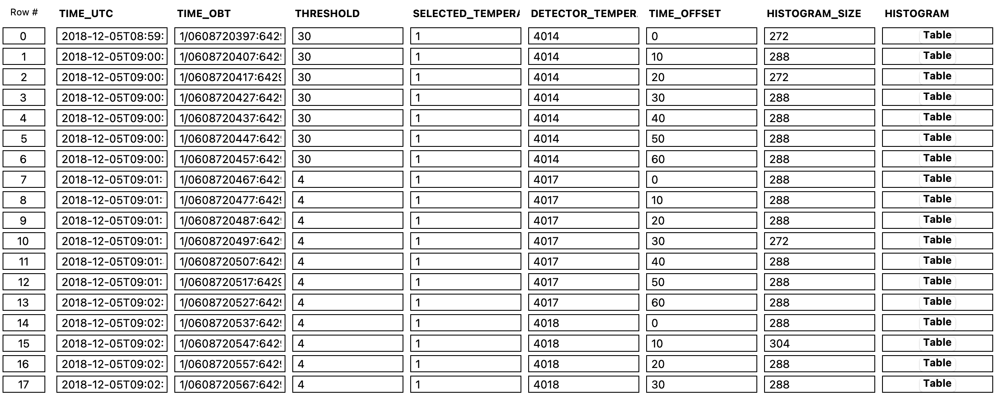 Row # TIME_UTC TIME_OBT THRESHOLD SELECTED_TEMPERA DETECTOR_TEMPER TIME_OFFSET HISTOGRAM_SIZE HISTOGRAM
0 2018-12-05T08:59: 1/0608720397:642 30 1 4014 0 272 Table
1 2018-12-05T09:00: 1/0608720407:642 30 1 4014 10 288 Table
2 2018-12-05T09:00: 1/0608720417:6429 30 1 4014 20 272 Table
3 2018-12-05T09:00: 1/0608720427:642 30 1 4014 30 288 Table
4 2018-12-05T09:00: 1/0608720437:642 30 1 4014 40 288 Table
5 2018-12-05T09:00: 1/0608720447:642 30 1 4014 50 288 Table
6 2018-12-05T09:00: 1/0608720457:642 30 1 4014 60 288 Table
7 2018-12-05T09:01: 1/0608720467:642 4 1 4017 0 288 Table
8 2018-12-05T09:01: 1/0608720477:6429 4 1 4017 10 288 Table
9 2018-12-05T09:01: 1/0608720487:642 4 1 4017 20 288 Table
10 2018-12-05T09:01: 1/0608720497:642 4 1 4017 30 272 Table
11 2018-12-05T09:01: 1/0608720507:642 4 1 4017 40 288 Table
12 2018-12-05T09:01: 1/0608720517:6429 4 1 4017 50 288 Table
13 2018-12-05T09:02: 1/0608720527:642 4 1 4017 60 288 Table
14 2018-12-05T09:02: 1/0608720537:642 4 1 4018 0 288 Table
15 2018-12-05T09:02: 1/0608720547:642 4 1 4018 10 304 Table
16 2018-12-05T09:02: 1/0608720557:642 4 1 4018 20 288 Table
17 2018-12-05T09:02: 1/0608720567:642 4 1 4018 30 288 Table